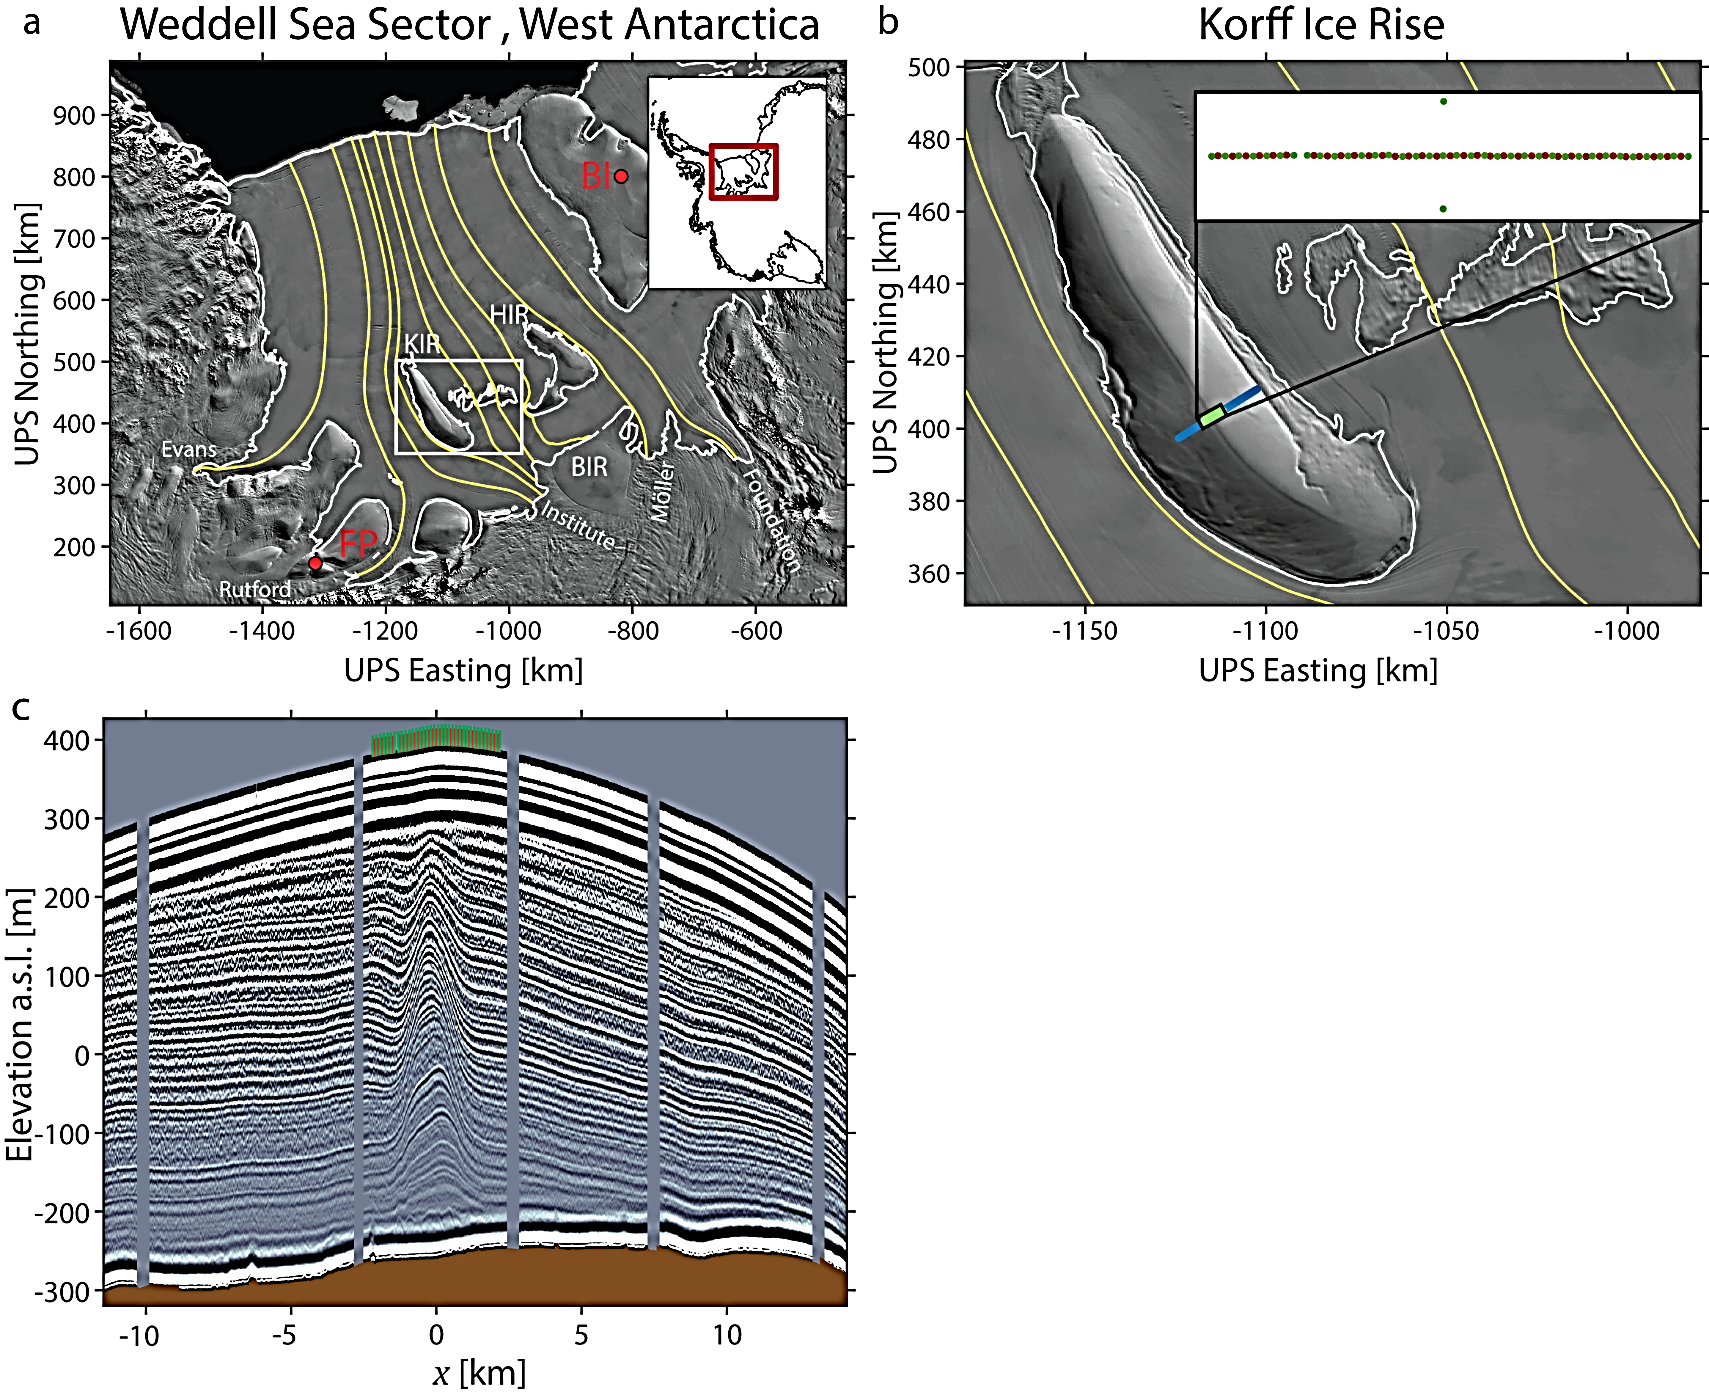 a
Weddell Sea Sector , West Antarctica
900
800
700
600
500
400
300
200
UPS Northing [km]
BI
HIR
KIR
Evans
BIR
Möller
Foundation
Institute
FP
Rutford
-1600
-1400
-1200
-1000
-800
-600
UPS Easting [km]
b
Korff Ice Rise
500
480
460
440
420
400
380
360
UPS Northing [km]
-1150
-1100
-1050
-1000
UPS Easting [km]
c
400
300
200
100
0
-100
-200
-300
Elevation a.s.l. [m]
-10
-5
0
5
10
x [km]